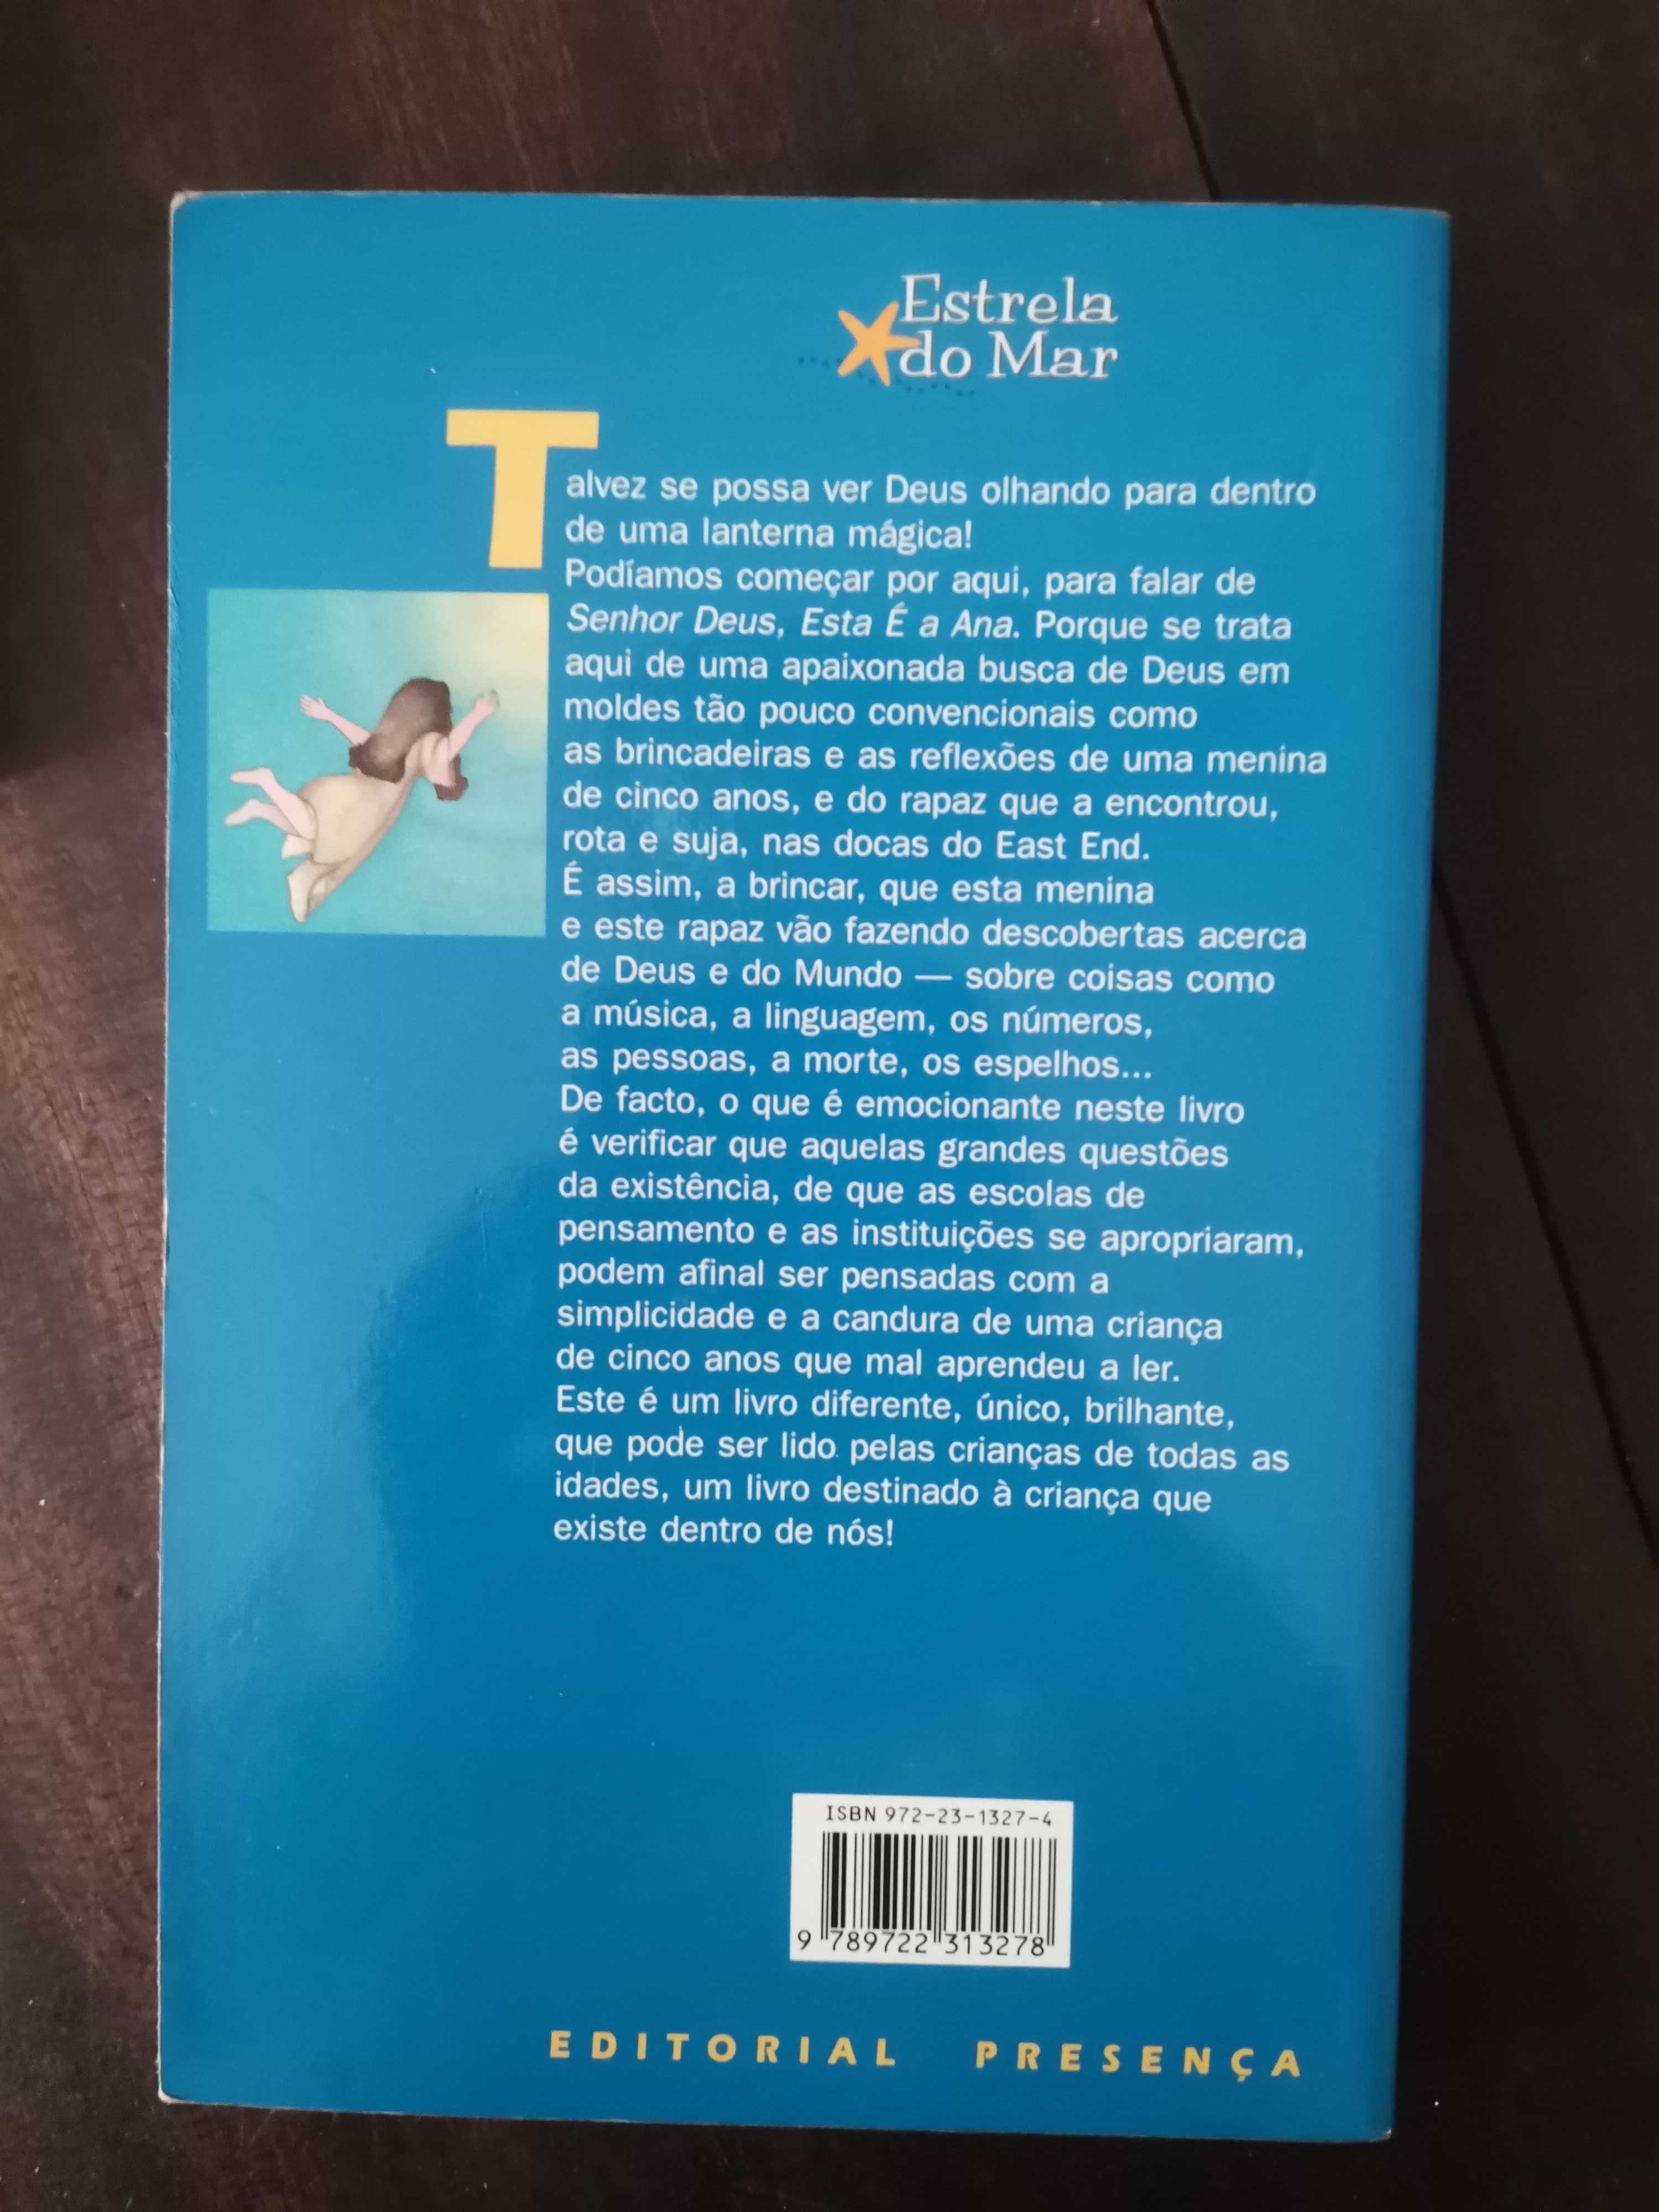 Estrela
do Mar
Talvez se possa ver Deus olhando para dentro
de uma lanterna mágica!
Podíamos começar por aqui, para falar de
Senhor Deus, Esta É a Ana. Porque se trata
aqui de uma apaixonada busca de Deus em
moldes tão pouco convencionais como
as brincadeiras e as reflexões de uma menina
de cinco anos, e do rapaz que a encontrou,
rota e suja, nas docas do East End.
É assim, a brincar, que esta menina
e este rapaz vão fazendo descobertas acerca
de Deus e do Mundo — sobre coisas como
a música, a linguagem, os números,
as pessoas, a morte, os espelhos...
De facto, o que é emocionante neste livro
é verificar que aquelas grandes questões
da existência, de que as escolas de
pensamento e as instituições se apropriaram,
podem afinal ser pensadas com a
simplicidade e a candura de uma criança
de cinco anos que mal aprendeu a ler.
Este é um livro diferente, único, brilhante,
que pode ser lido pelas crianças de todas as
idades, um livro destinado à criança que
existe dentro de nós!
ISBN 972-23-1327-4
9 789722 313278
EDITORIAL PRESENÇA